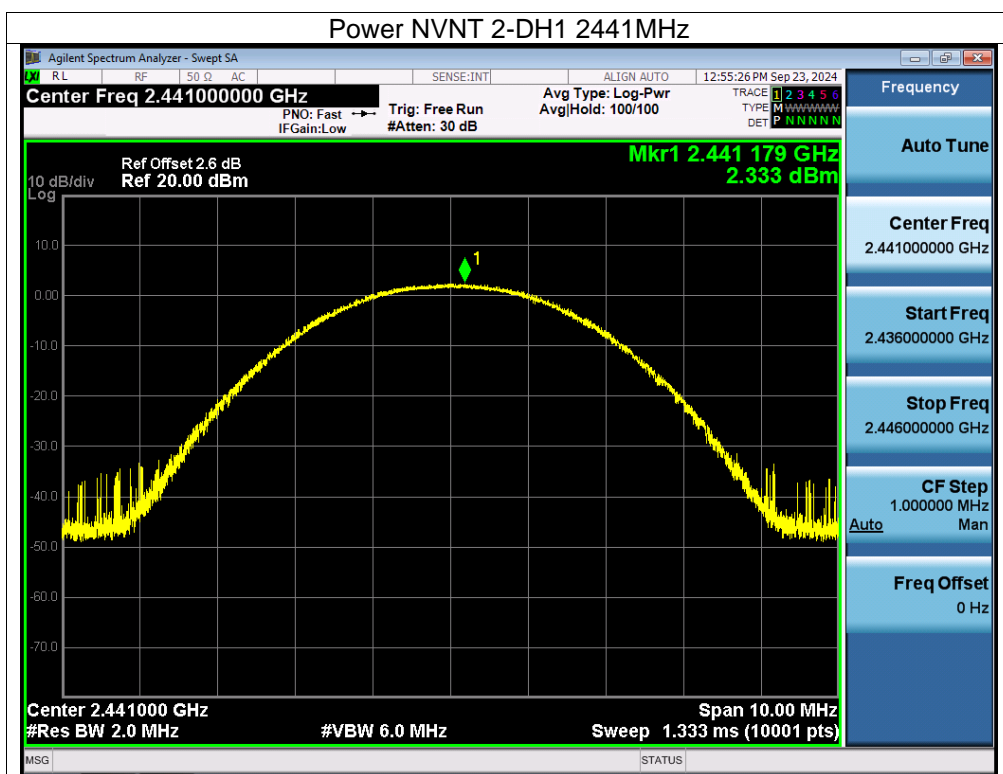 Power NVNT 2-DH1 2441MHz
Agilent Spectrum Analyzer - Swept SA
LXI RL RF 50 Ω AC SENSE:INT ALIGN AUTO 12:55:26 PM Sep 23, 2024
Center Freq 2.441000000 GHz
PNO: Fast
IFGain:Low
Trig: Free Run
#Atten: 30 dB
Avg Type: Log-Pwr
Avg|Hold: 100/100
TRACE 1 2 3 4 5 6
TYPE M WWWWW
DET P N N N N N
Mkr1 2.441 179 GHz
2.333 dBm
Ref Offset 2.6 dB
10 dB/div Ref 20.00 dBm
Log
10.0
0.00
-10.0
-20.0
-30.0
-40.0
-50.0
-60.0
-70.0
1
Center 2.441000 GHz Span 10.00 MHz
#Res BW 2.0 MHz #VBW 6.0 MHz Sweep 1.333 ms (10001 pts)
MSG STATUS
Frequency
Auto Tune
Center Freq
2.441000000 GHz
Start Freq
2.436000000 GHz
Stop Freq
2.446000000 GHz
CF Step
1.000000 MHz
Auto Man
Freq Offset
0 Hz